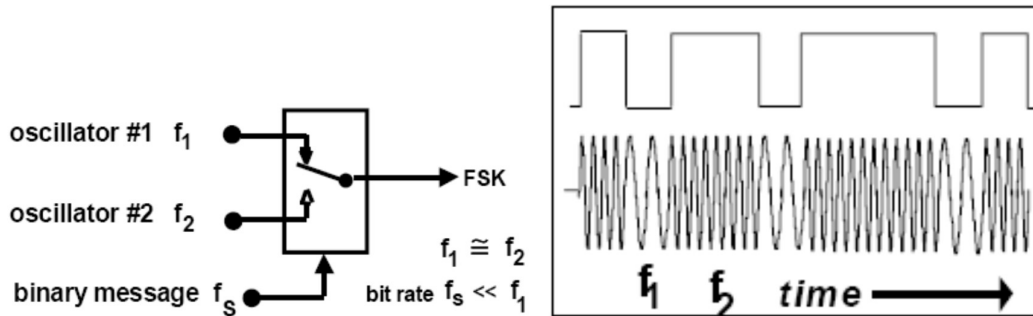 oscillator #1 f₁
FSK
oscillator #2 f₂
f₁ ≅ f₂
binary message fₛ
bit rate fₛ << f₁
f₁ f₂ time